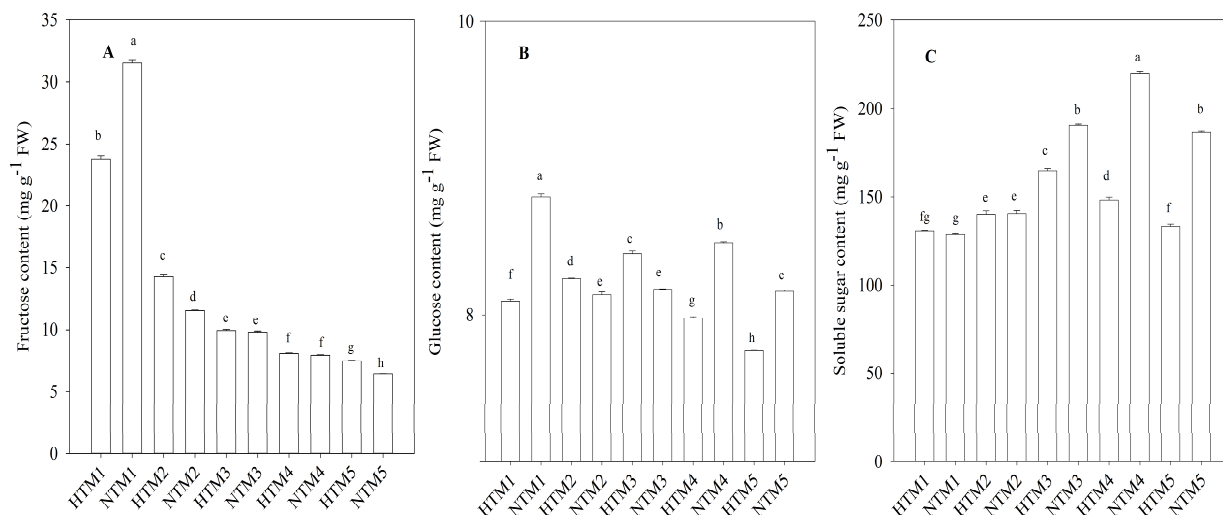 Fructose content (mg g-1 FW)
35
30
25
20
15
10
5
0
A
b
a
c
d
e
e
f
f
g
h
HTM1
NTM1
HTM2
NTM2
HTM3
NTM3
HTM4
NTM4
HTM5
NTM5
Glucose content (mg g-1 FW)
10
8
B
f
a
d
e
c
e
g
b
h
c
HTM1
NTM1
HTM2
NTM2
HTM3
NTM3
HTM4
NTM4
HTM5
NTM5
Soluble sugar content (mg g-1 FW)
250
200
150
100
50
0
C
fg
g
e
e
c
b
d
a
f
b
HTM1
NTM1
HTM2
NTM2
HTM3
NTM3
HTM4
NTM4
HTM5
NTM5